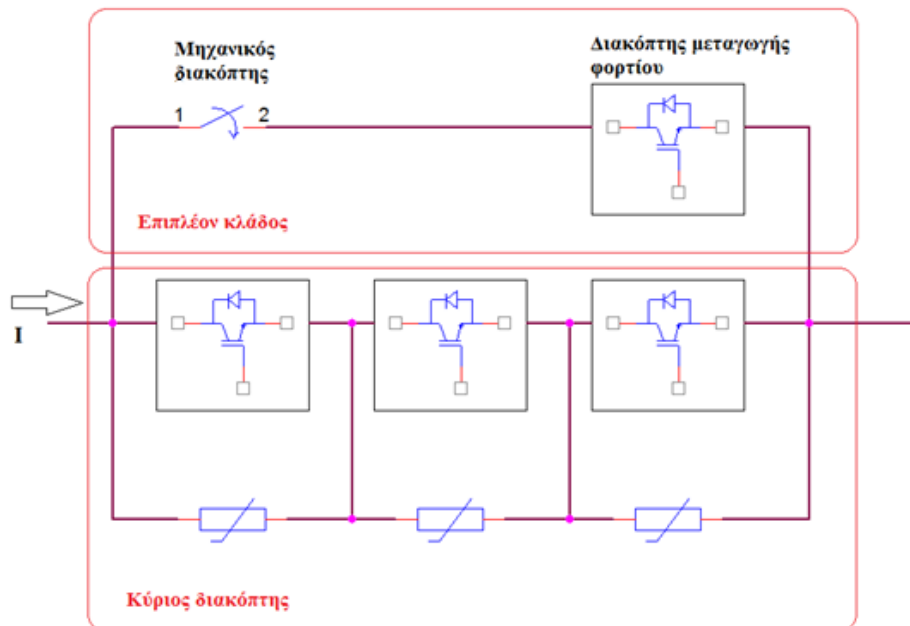 Μηχανικός
διακόπτης
Διακόπτης μεταγωγής
φορτίου
1 2
Επιπλέον κλάδος
I
Κύριος διακόπτης